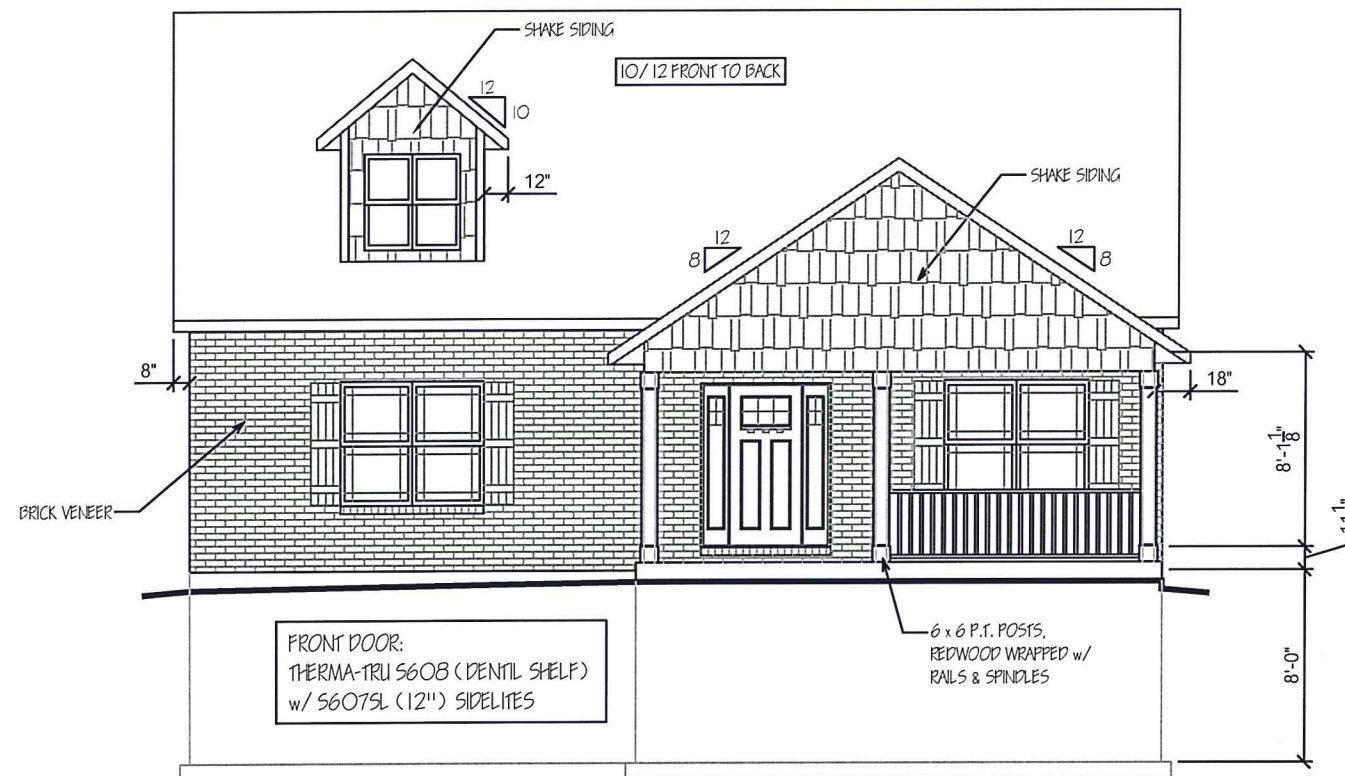 SHAKE SIDING
10/12 FRONT TO BACK
12
10
12"
SHAKE SIDING
12
8
12
8
8"
18"
8'-1 1/8"
BRICK VENEER
6 x 6 P.T. POSTS,
REDWOOD WRAPPED w/
RAILS & SPINDLES
8'-0"
FRONT DOOR:
THERMA-TRU S608 (DENTIL SHELF)
w/ S607SL (12") SIDELITES